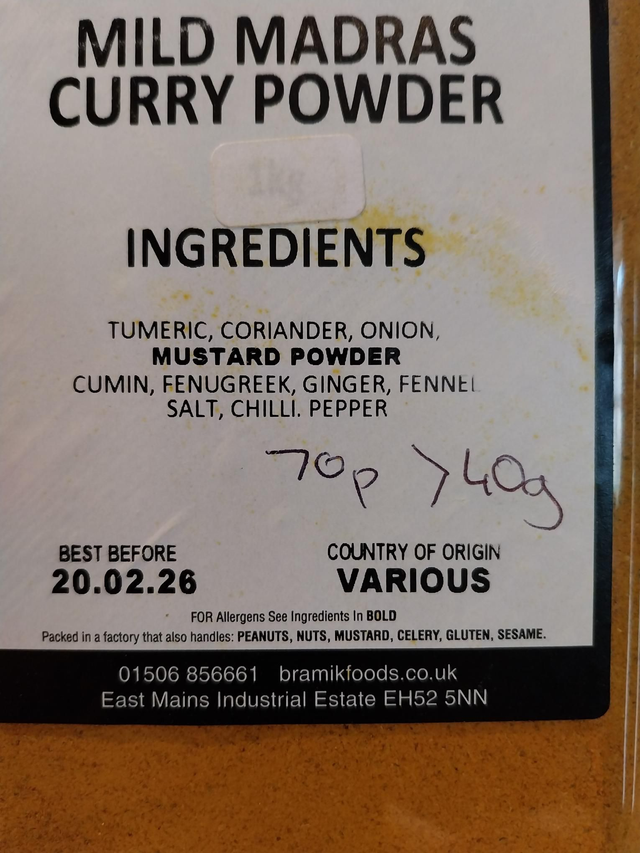 MILD MADRAS
CURRY POWDER
1kg
INGREDIENTS
TUMERIC, CORIANDER, ONION,
MUSTARD POWDER
CUMIN, FENUGREEK, GINGER, FENNEL
SALT, CHILLI. PEPPER
70p >40g
BEST BEFORE
20.02.26
COUNTRY OF ORIGIN
VARIOUS
FOR Allergens See Ingredients In BOLD
Packed in a factory that also handles: PEANUTS, NUTS, MUSTARD, CELERY, GLUTEN, SESAME.
01506 856661 bramikfoods.co.uk
East Mains Industrial Estate EH52 5NN